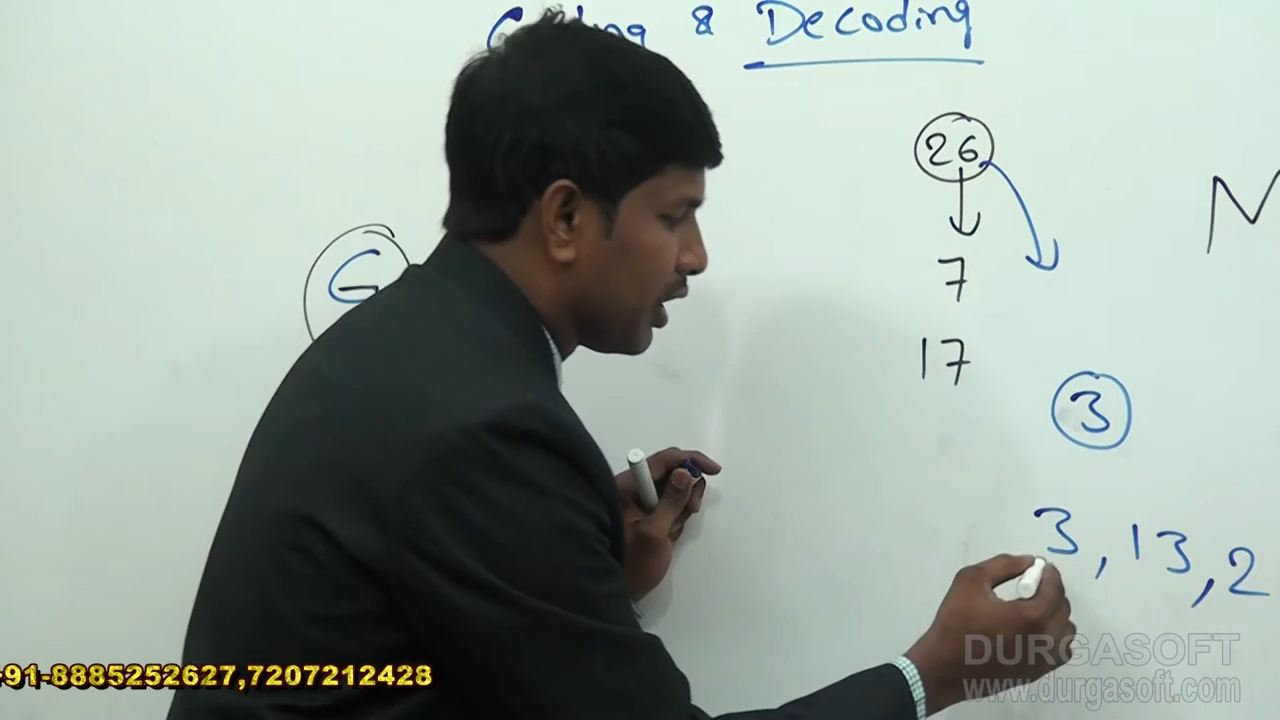 & Decoding
26
G
7
17
3
3, 13, 2
+91-8885252627,7207212428
DURGASOFT
www.durgasoft.com